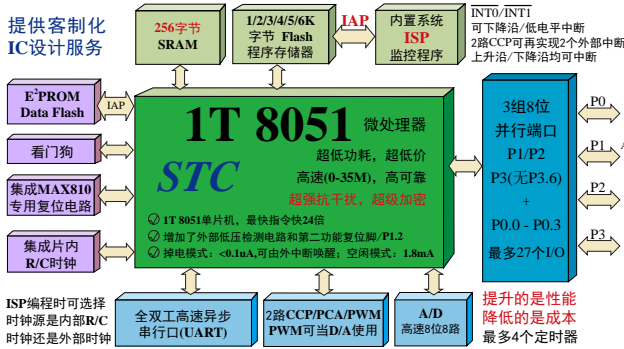 提供客制化
IC设计服务
256字节
SRAM
1/2/3/4/5/6K
字节 Flash
程序存储器
IAP
内置系统
ISP
监控程序
INT0/INT1
可下降沿/低电平中断
2路CCP可再实现2个外部中断
上升沿/下降沿均可中断
E²PROM
Data Flash
IAP
看门狗
集成MAX810
专用复位电路
集成片内
R/C时钟
1T 8051 微处理器
STC
超低功耗，超低价
高速(0-35M)，高可靠
超强抗干扰，超级加密
1T 8051单片机，最快指令快24倍
增加了外部低压检测电路和第二功能复位脚/P1.2
掉电模式：<0.1uA,可由外中断唤醒；空闲模式：1.8mA
3组8位
并行端口
P1/P2
P3(无P3.6)
+
P0.0 - P0.3
最多27个I/O
P0
P1
P2
P3
ISP编程时可选择
时钟源是内部R/C
时钟还是外部时钟
全双工高速异步
串行口(UART)
2路CCP/PCA/PWM
PWM可当D/A使用
A/D
高速8位8路
提升的是性能
降低的是成本
最多4个定时器